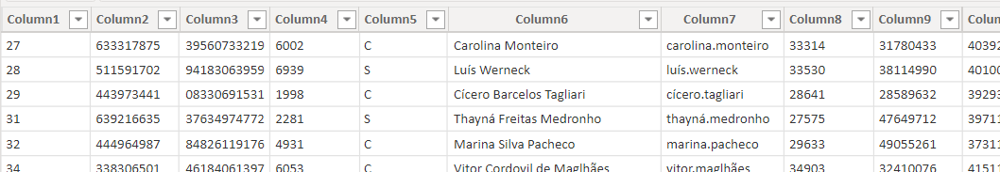 Column1 Column2 Column3 Column4 Column5 Column6 Column7 Column8 Column9 Colum
27 633317875 39560733219 6002 C Carolina Monteiro carolina.monteiro 33314 31780433 40392
28 511591702 94183063959 6939 S Luís Werneck luís.werneck 33530 38114990 40100
29 443973441 08330691531 1998 C Cícero Barcelos Tagliari cícero.tagliari 28641 28589632 39293
31 639216635 37634974772 2281 S Thayná Freitas Medronho thayná.medronho 27575 47649712 39711
32 444964987 84826119176 4931 C Marina Silva Pacheco marina.pacheco 29633 49055261 37311
34 338306501 46184061397 6053 C Vitor Cordovil de Maglhães vitor.maglhães 34903 32410076 41511